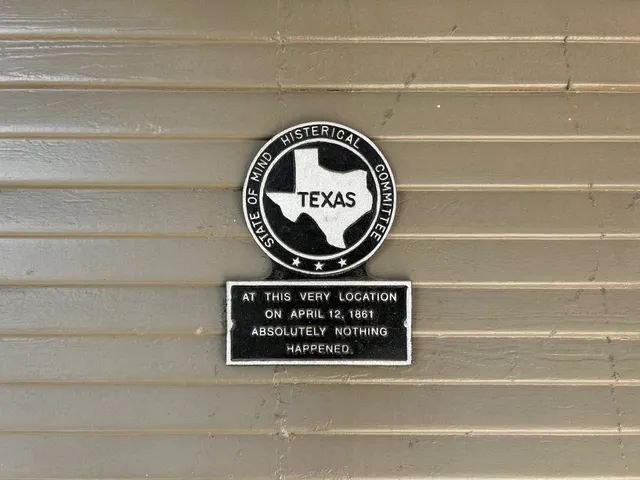 STATE OF MIND HISTERICAL COMMITTEE
TEXAS
AT THIS VERY LOCATION
ON APRIL 12, 1861
ABSOLUTELY NOTHING
HAPPENED.